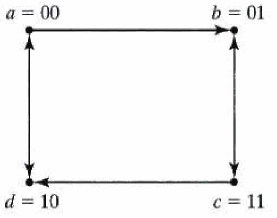 a = 00 b = 01
d = 10 c = 11